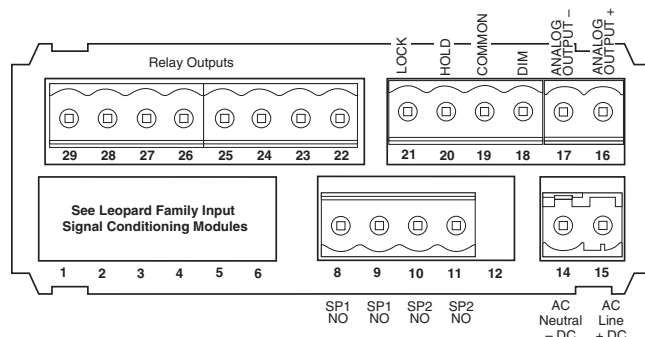 Relay Outputs
LOCK
HOLD
COMMON
DIM
ANALOG OUTPUT –
ANALOG OUTPUT +
29 28 27 26 25 24 23 22
21 20 19 18 17 16
See Leopard Family Input
Signal Conditioning Modules
1 2 3 4 5 6
8 9 10 11 12
14 15
SP1 SP1 SP2 SP2
NO NO NO NO
AC AC
Neutral Line
– DC + DC